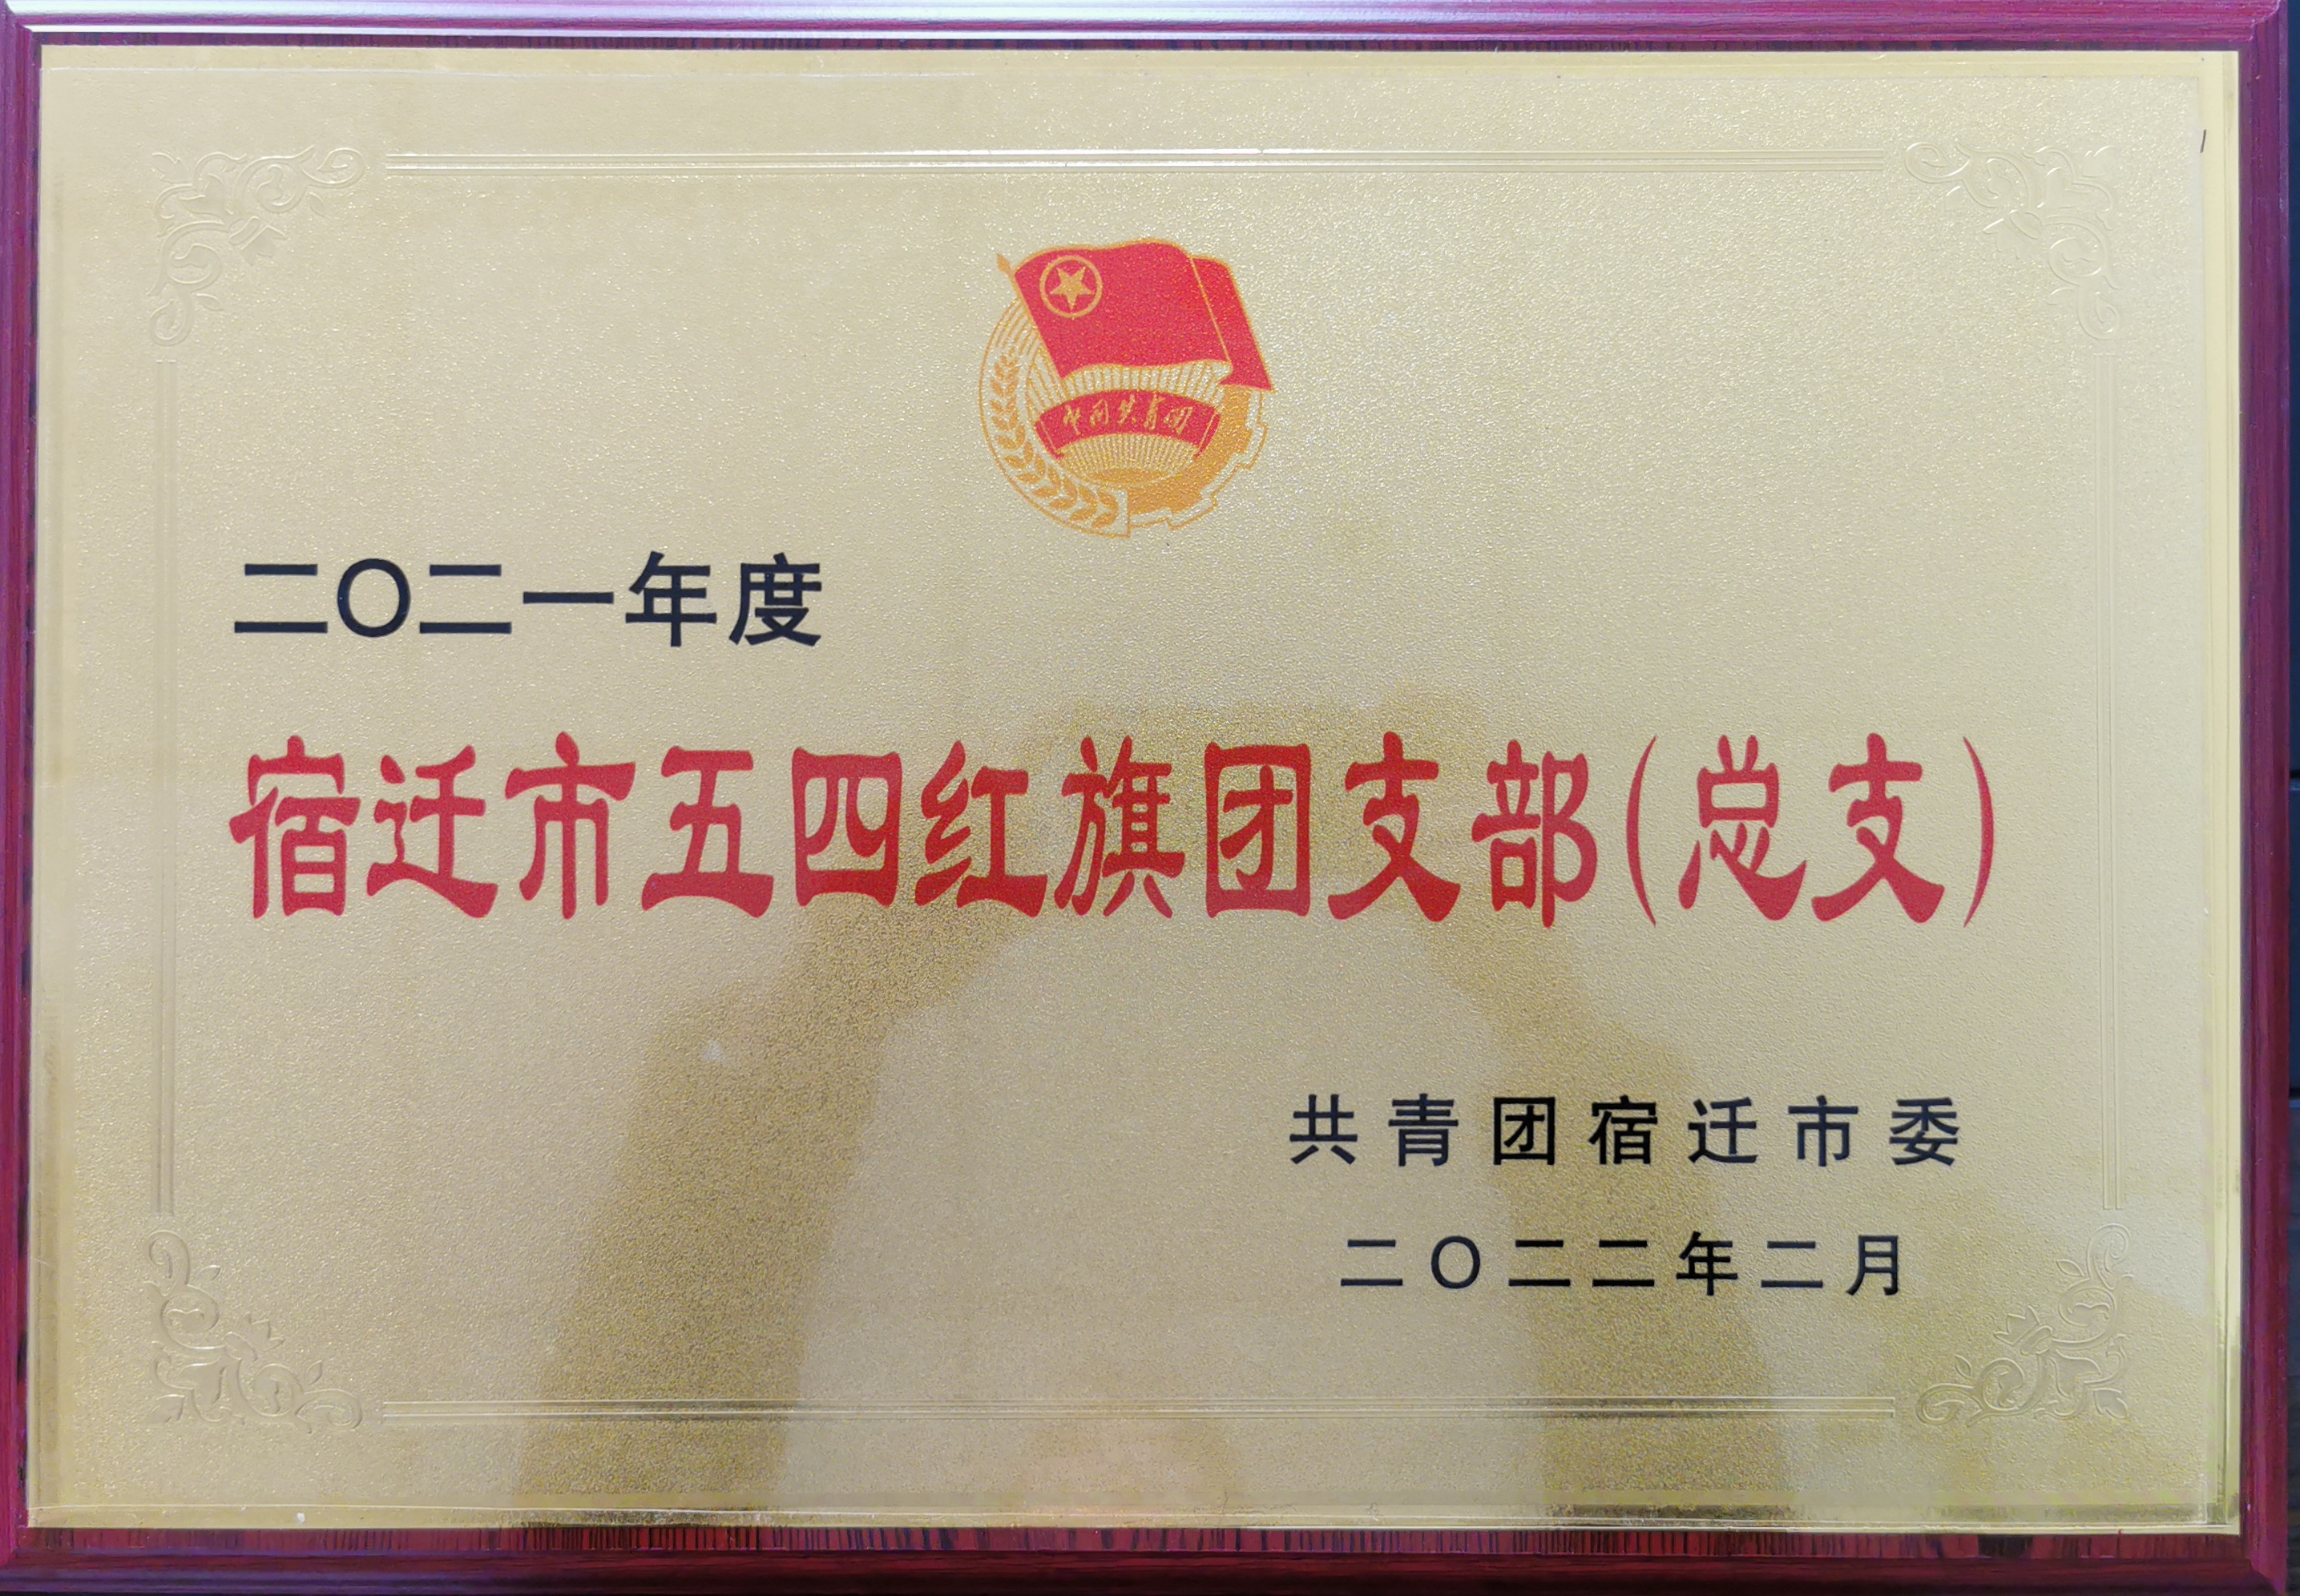 中国共青团
二〇二一年度
宿迁市五四红旗团支部(总支)
共青团宿迁市委
二〇二二年二月